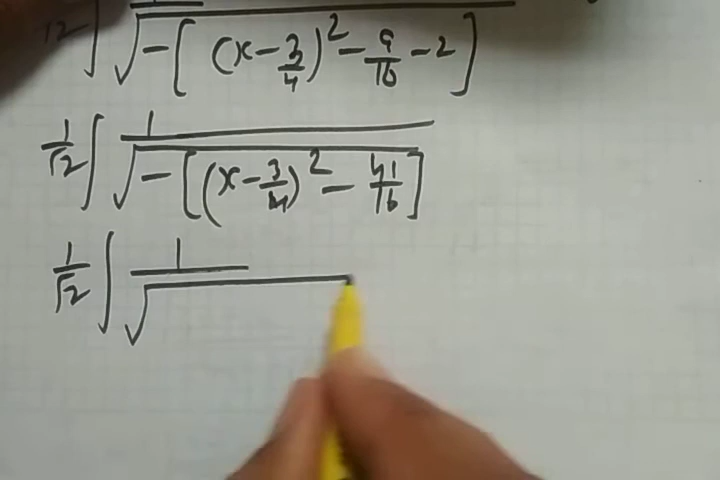 1/√2 ∫ 1/√(-[(x-3/4)² - 9/16 - 2])
1/√2 ∫ 1/√(-[(x-3/4)² - 41/16])
1/√2 ∫ 1/√